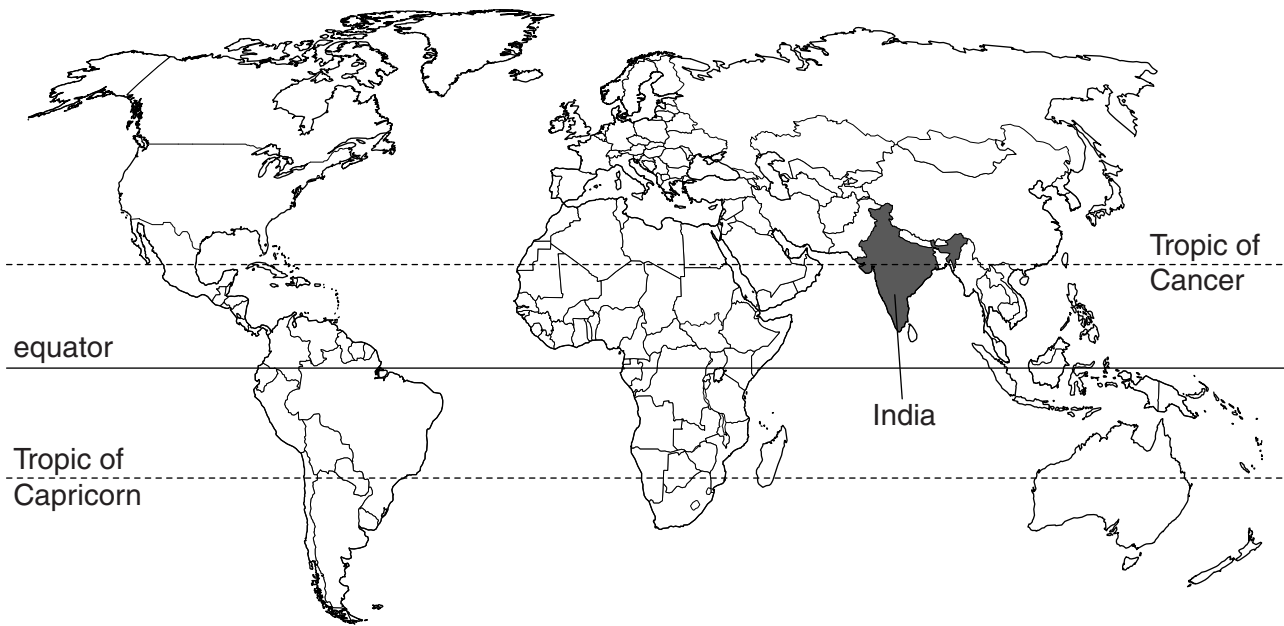 Tropic of
Cancer
equator
India
Tropic of
Capricorn